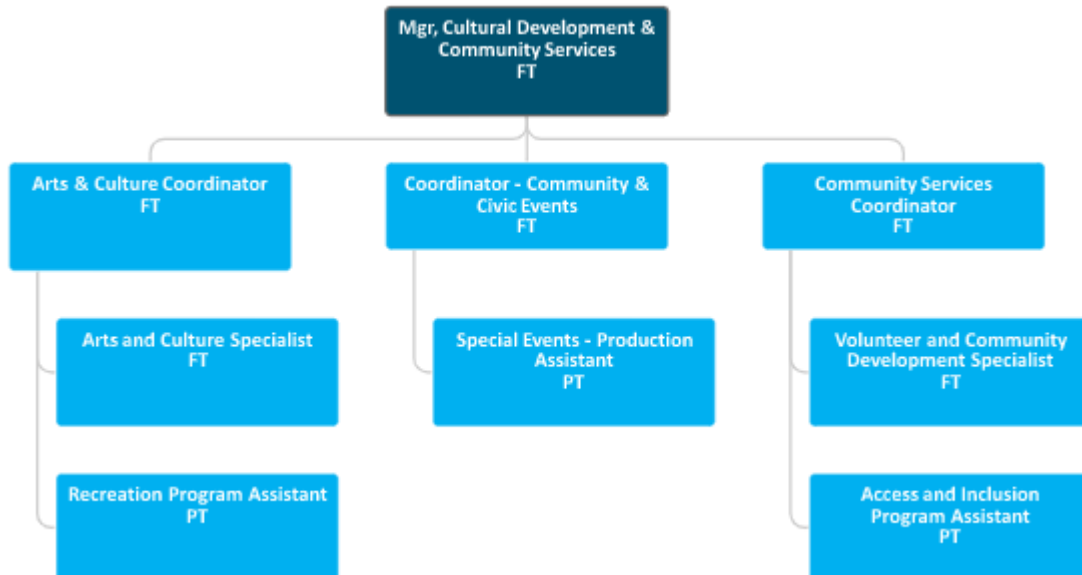 Mgr, Cultural Development &
Community Services
FT
Arts & Culture Coordinator
FT
Coordinator - Community &
Civic Events
FT
Community Services
Coordinator
FT
Arts and Culture Specialist
FT
Special Events - Production
Assistant
PT
Volunteer and Community
Development Specialist
FT
Recreation Program Assistant
PT
Access and Inclusion
Program Assistant
PT